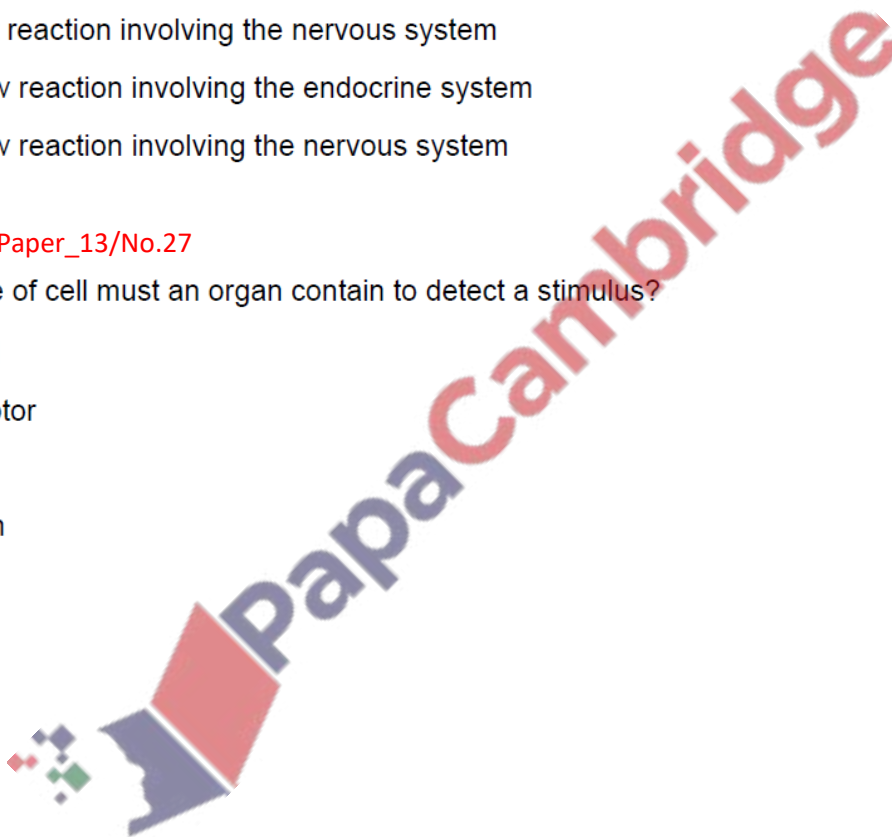 reaction involving the nervous system
w reaction involving the endocrine system
w reaction involving the nervous system
Paper_13/No.27
e of cell must an organ contain to detect a stimulus?
otor
n
PapaCambridge